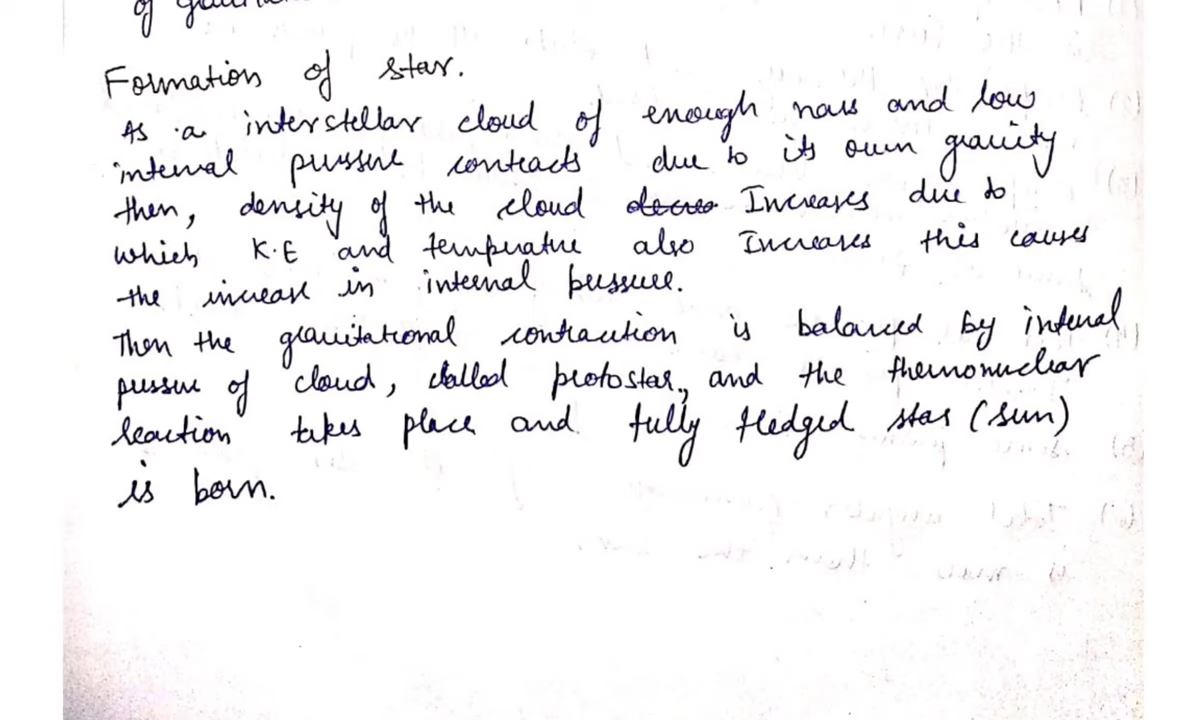 of
Formation of star.
As a interstellar cloud of enough mass and low
internal pressure contracts due to its own gravity
then, density of the cloud decres Increases due to
which K.E and temperature also Increases this causes
the increase in internal pressure.
Then the gravitational contraction is balanced by internal
pressure of cloud, called protostar, and the thermonuclear
reaction takes place and fully fledged star (sun)
is born.